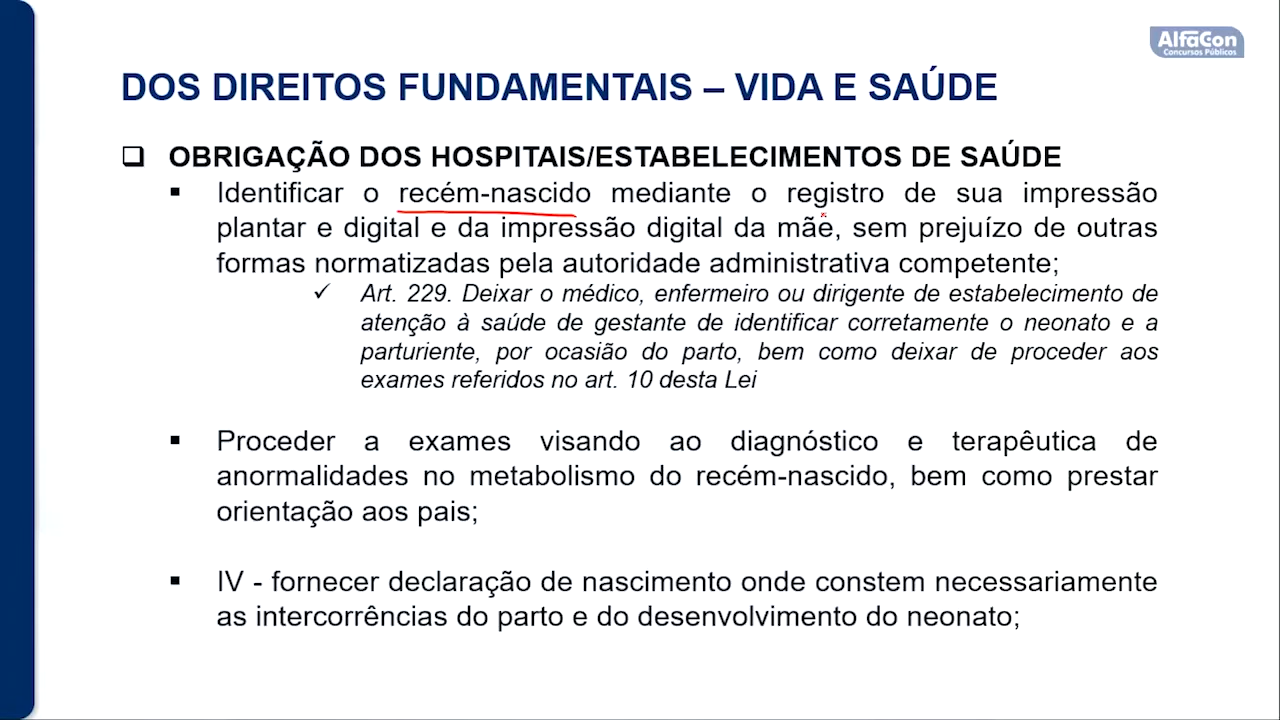 AlfaCon
Concursos Públicos
DOS DIREITOS FUNDAMENTAIS – VIDA E SAÚDE
❑ OBRIGAÇÃO DOS HOSPITAIS/ESTABELECIMENTOS DE SAÚDE
▪ Identificar o recém-nascido mediante o registro de sua impressão
plantar e digital e da impressão digital da mãe, sem prejuízo de outras
formas normatizadas pela autoridade administrativa competente;
✓ Art. 229. Deixar o médico, enfermeiro ou dirigente de estabelecimento de
atenção à saúde de gestante de identificar corretamente o neonato e a
parturiente, por ocasião do parto, bem como deixar de proceder aos
exames referidos no art. 10 desta Lei
▪ Proceder a exames visando ao diagnóstico e terapêutica de
anormalidades no metabolismo do recém-nascido, bem como prestar
orientação aos pais;
▪ IV - fornecer declaração de nascimento onde constem necessariamente
as intercorrências do parto e do desenvolvimento do neonato;